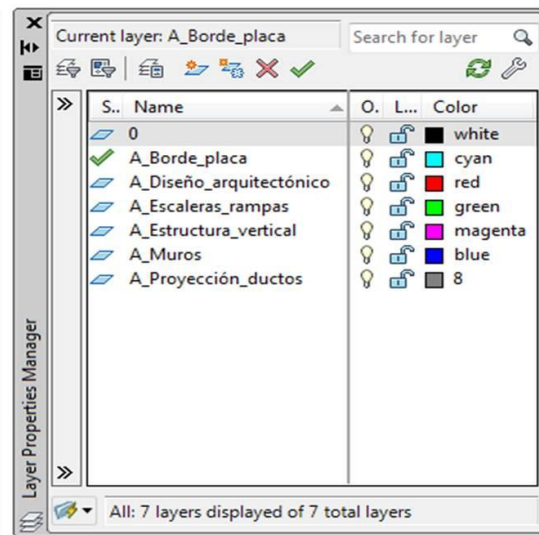 Current layer: A_Borde_placa
Search for layer
S.. Name O. L... Color
0 white
A_Borde_placa cyan
A_Diseño_arquitectónico red
A_Escaleras_rampas green
A_Estructura_vertical magenta
A_Muros blue
A_Proyección_ductos 8
Layer Properties Manager
All: 7 layers displayed of 7 total layers